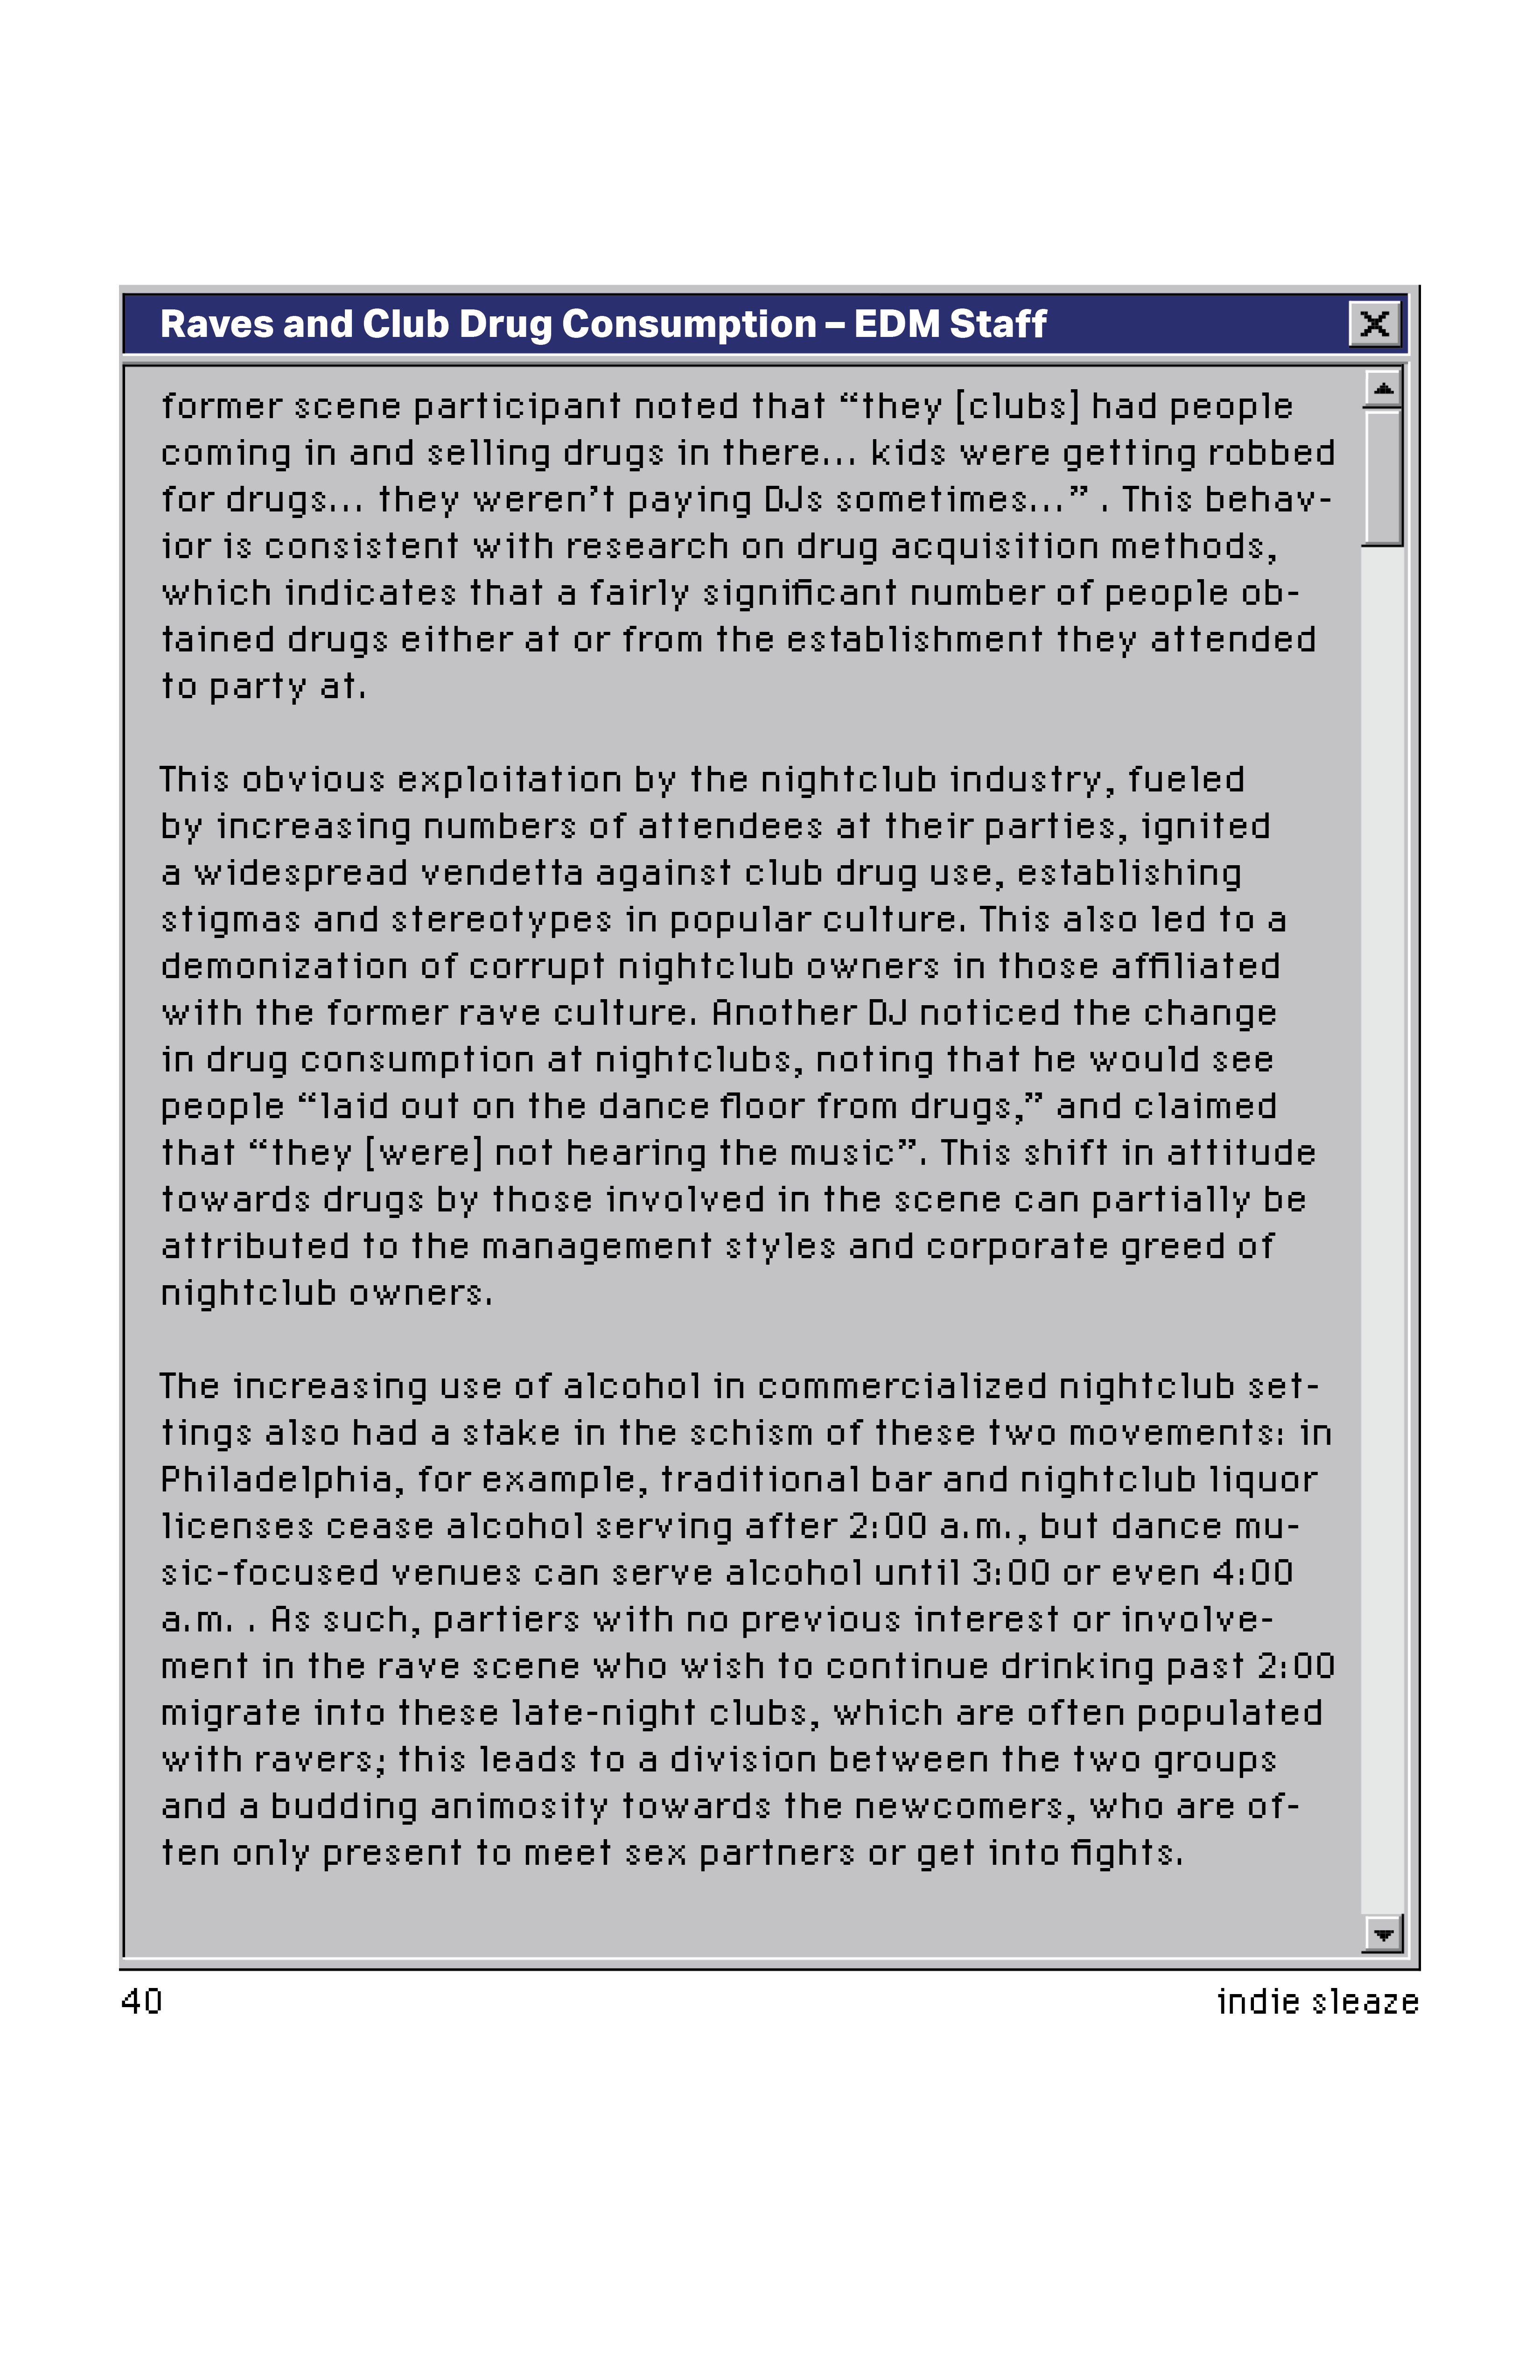 Raves and Club Drug Consumption – EDM Staff
former scene participant noted that “they [clubs] had people
coming in and selling drugs in there... kids were getting robbed
for drugs... they weren’t paying DJs sometimes...” . This behav-
ior is consistent with research on drug acquisition methods,
which indicates that a fairly significant number of people ob-
tained drugs either at or from the establishment they attended
to party at.
This obvious exploitation by the nightclub industry, fueled
by increasing numbers of attendees at their parties, ignited
a widespread vendetta against club drug use, establishing
stigmas and stereotypes in popular culture. This also led to a
demonization of corrupt nightclub owners in those affiliated
with the former rave culture. Another DJ noticed the change
in drug consumption at nightclubs, noting that he would see
people “laid out on the dance floor from drugs,” and claimed
that “they [were] not hearing the music”. This shift in attitude
towards drugs by those involved in the scene can partially be
attributed to the management styles and corporate greed of
nightclub owners.
The increasing use of alcohol in commercialized nightclub set-
tings also had a stake in the schism of these two movements: in
Philadelphia, for example, traditional bar and nightclub liquor
licenses cease alcohol serving after 2:00 a.m., but dance mu-
sic-focused venues can serve alcohol until 3:00 or even 4:00
a.m. . As such, partiers with no previous interest or involve-
ment in the rave scene who wish to continue drinking past 2:00
migrate into these late-night clubs, which are often populated
with ravers; this leads to a division between the two groups
and a budding animosity towards the newcomers, who are of-
ten only present to meet sex partners or get into fights.
40
indie sleaze